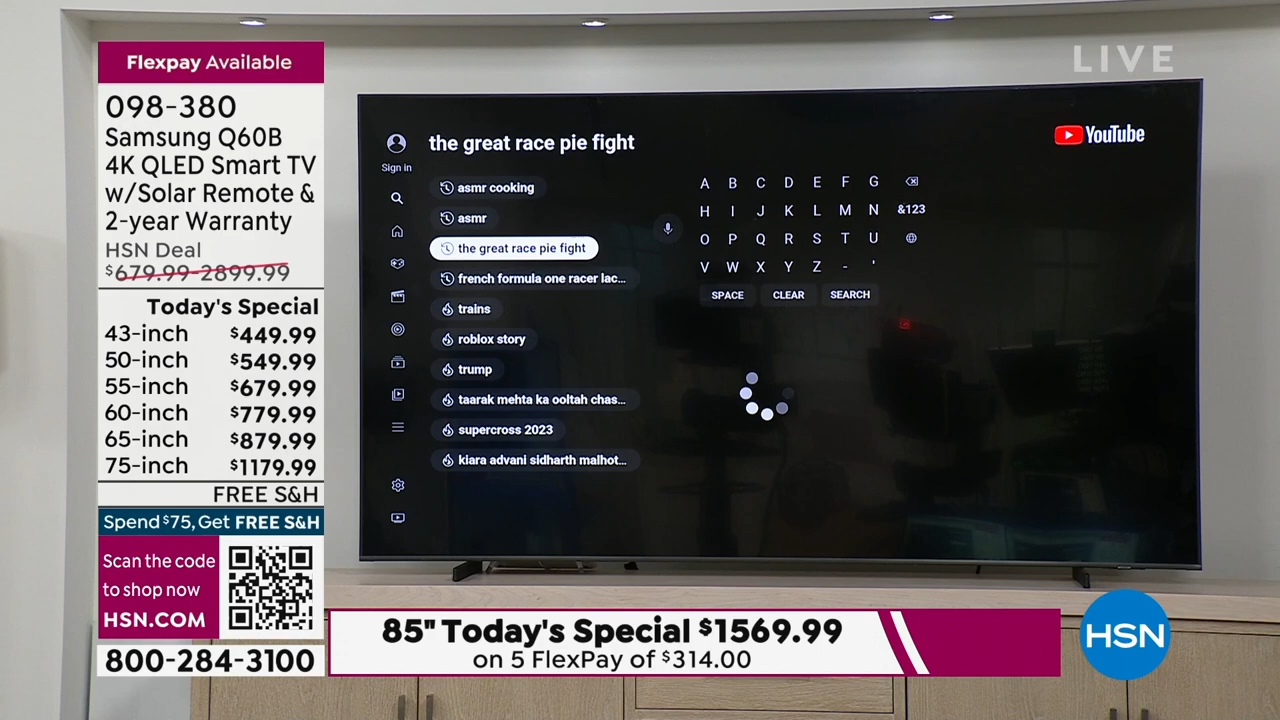 Flexpay Available
098-380
Samsung Q60B
4K QLED Smart TV
w/Solar Remote &
2-year Warranty
HSN Deal
$679.99-2899.99
Today's Special
43-inch $449.99
50-inch $549.99
55-inch $679.99
60-inch $779.99
65-inch $879.99
75-inch $1179.99
FREE S&H
Spend $75, Get FREE S&H
Scan the code
to shop now
HSN.COM
800-284-3100
LIVE
Sign in
the great race pie fight
YouTube
asmr cooking
asmr
the great race pie fight
french formula one racer lac...
trains
roblox story
trump
taarak mehta ka ooltah chas...
supercross 2023
kiara advani sidharth malhot...
A B C D E F G
H I J K L M N &123
O P Q R S T U
V W X Y Z - '
SPACE CLEAR SEARCH
85" Today's Special $1569.99
on 5 FlexPay of $314.00
HSN